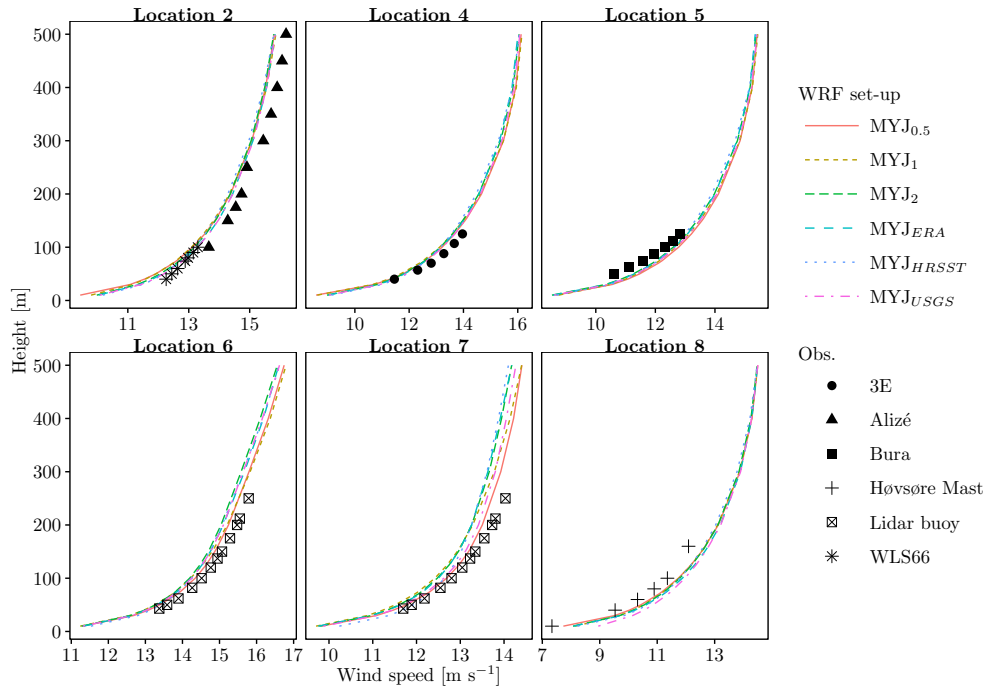 Location 2 Location 4 Location 5
500
400
300
200
100
0
11 13 15
10 12 14 16
10 12 14
Location 6 Location 7 Location 8
500
400
300
200
100
0
11 12 13 14 15 16 17
10 11 12 13 14
7 9 11 13
Height [m]
Wind speed [m s⁻¹]
WRF set-up
MYJ₀.₅
MYJ₁
MYJ₂
MYJ_ERA
MYJ_HRSST
MYJ_USGS
Obs.
3E
Alizé
Bura
Høvsøre Mast
Lidar buoy
WLS66